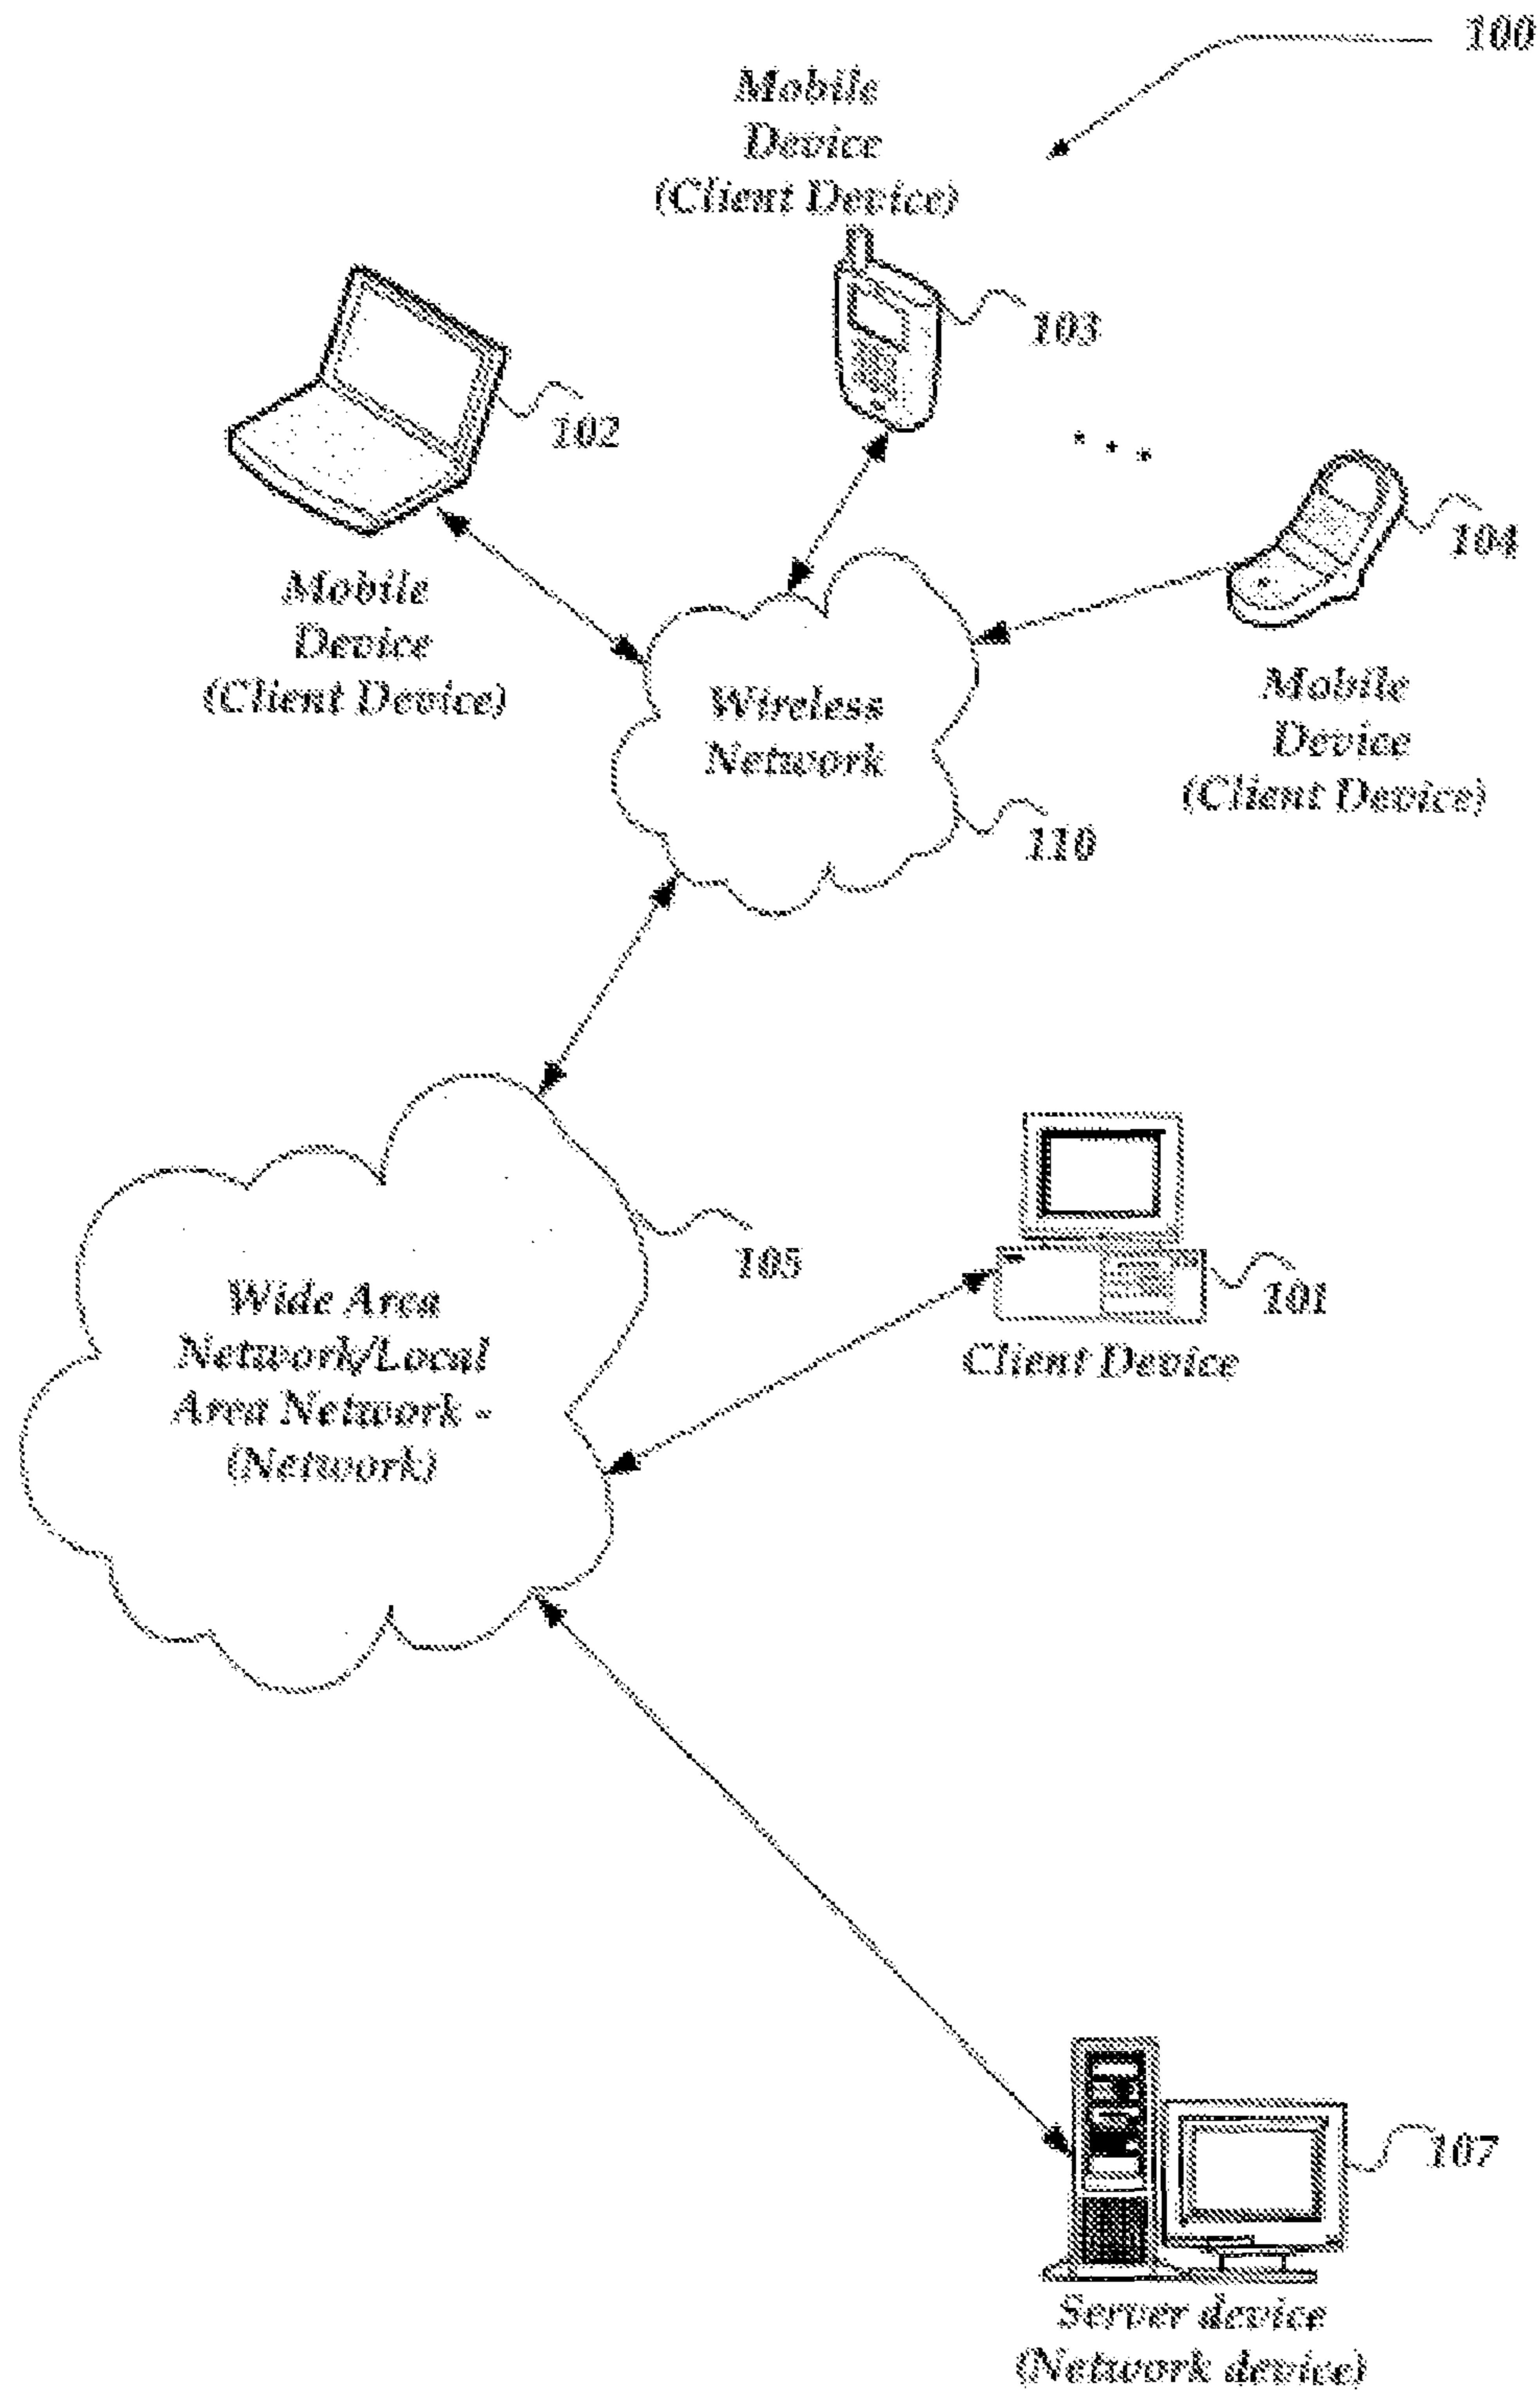 100
Mobile
Device
(Client Device)
103
102
104
Mobile
Device
(Client Device)
Wireless
Network
Mobile
Device
(Client Device)
110
105
101
Wide Area
Network/Local
Area Network -
(Network)
Client Device
107
Server device
(Network device)